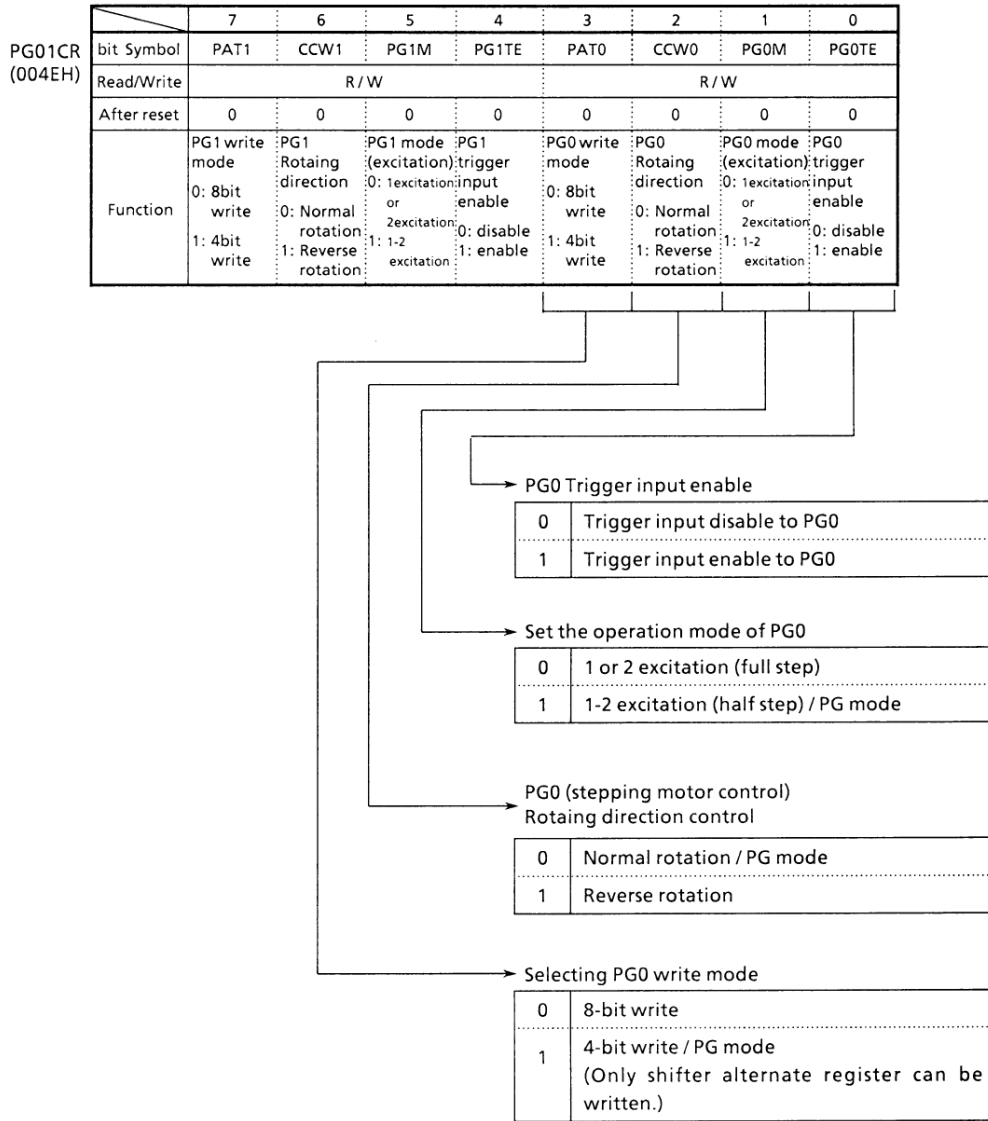 7 6 5 4 3 2 1 0
PG01CR
(004EH)
bit Symbol PAT1 CCW1 PG1M PG1TE PAT0 CCW0 PG0M PG0TE
Read/Write R / W R / W
After reset 0 0 0 0 0 0 0 0
Function
PG1 write
mode
0: 8bit
write
1: 4bit
write
PG1
Rotaing
direction
0: Normal
rotation
1: Reverse
rotation
PG1 mode
(excitation)
0: 1excitation
or
2excitation
1: 1-2
excitation
PG1
trigger
input
enable
0: disable
1: enable
PG0 write
mode
0: 8bit
write
1: 4bit
write
PG0
Rotaing
direction
0: Normal
rotation
1: Reverse
rotation
PG0 mode
(excitation)
0: 1excitation
or
2excitation
1: 1-2
excitation
PG0
trigger
input
enable
0: disable
1: enable
PG0 Trigger input enable
0 Trigger input disable to PG0
1 Trigger input enable to PG0
Set the operation mode of PG0
0 1 or 2 excitation (full step)
1 1-2 excitation (half step) / PG mode
PG0 (stepping motor control)
Rotaing direction control
0 Normal rotation / PG mode
1 Reverse rotation
Selecting PG0 write mode
0 8-bit write
1 4-bit write / PG mode
(Only shifter alternate register can be
written.)